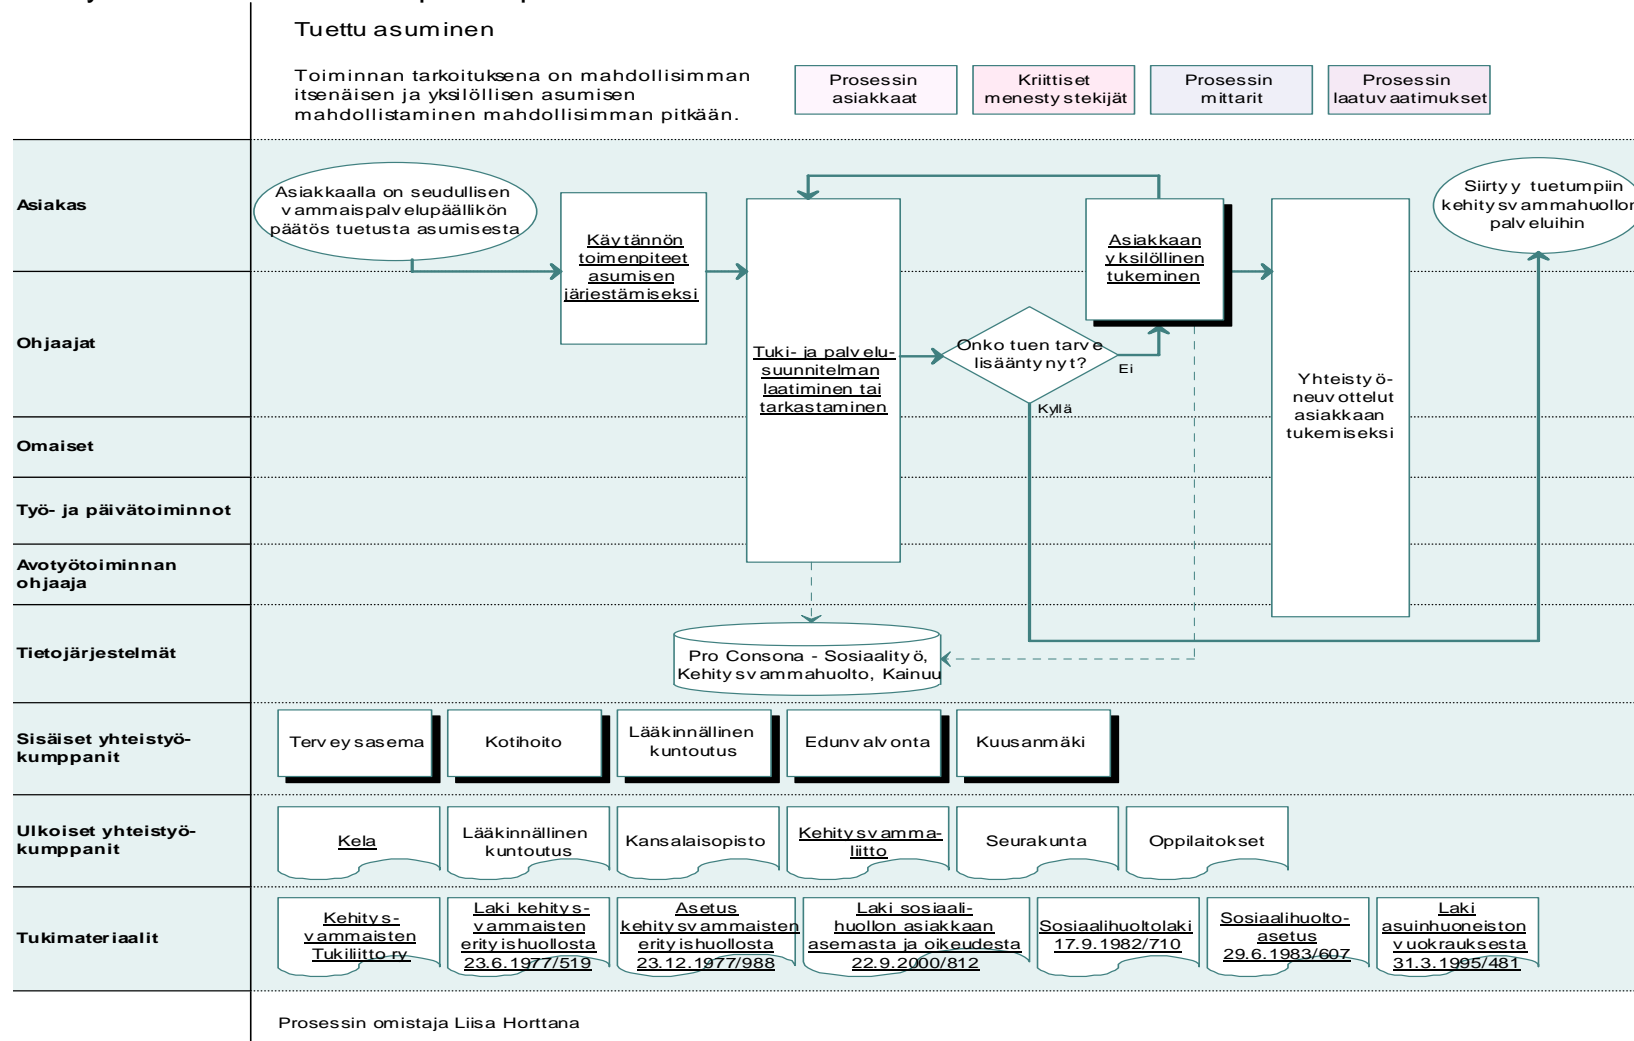 Tuettu asuminen
Toiminnan tarkoituksena on mahdollisimman
itsenäisen ja yksilöllisen asumisen
mahdollistaminen mahdollisimman pitkään.
Prosessin
asiakkaat
Kriittiset
menestystekijät
Prosessin
mittarit
Prosessin
laatuvaatimukset
Asiakas
Asiakkaalla on seudullisen
vammaispalvelupäällikön
päätös tuetusta asumisesta
Käytännön
toimenpiteet
asumisen
järjestämiseksi
Asiakkaan
yksilöllinen
tukeminen
Siirtyy tuetumpiin
kehitysvammahuollon
palveluihin
Ohjaajat
Tuki- ja palvelu-
suunnitelman
laatiminen tai
tarkastaminen
Onko tuen tarve
lisääntynyt?
Ei
Kyllä
Yhteistyö-
neuvottelut
asiakkaan
tukemiseksi
Omaiset
Työ- ja päivätoiminnot
Avotyötoiminnan
ohjaaja
Tietojärjestelmät
Pro Consona - Sosiaalityö,
Kehitysvammahuolto, Kainuu
Sisäiset yhteistyö-
kumppanit
Terveysasema
Kotihoito
Lääkinnällinen
kuntoutus
Edunvalvonta
Kuusanmäki
Ulkoiset yhteistyö-
kumppanit
Kela
Lääkinnällinen
kuntoutus
Kansalaisopisto
Kehitysvamma-
liitto
Seurakunta
Oppilaitokset
Tukimateriaalit
Kehitys-
vammaisten
Tukiliitto ry
Laki kehitys-
vammaisten
erityishuollosta
23.6.1977/519
Asetus
kehitysvammaisten
erityishuollosta
23.12.1977/988
Laki sosiaali-
huollon asiakkaan
asemasta ja oikeudesta
22.9.2000/812
Sosiaalihuoltolaki
17.9.1982/710
Sosiaalihuolto-
asetus
29.6.1983/607
Laki
asuinhuoneiston
vuokrauksesta
31.3.1995/481
Prosessin omistaja Liisa Horttana